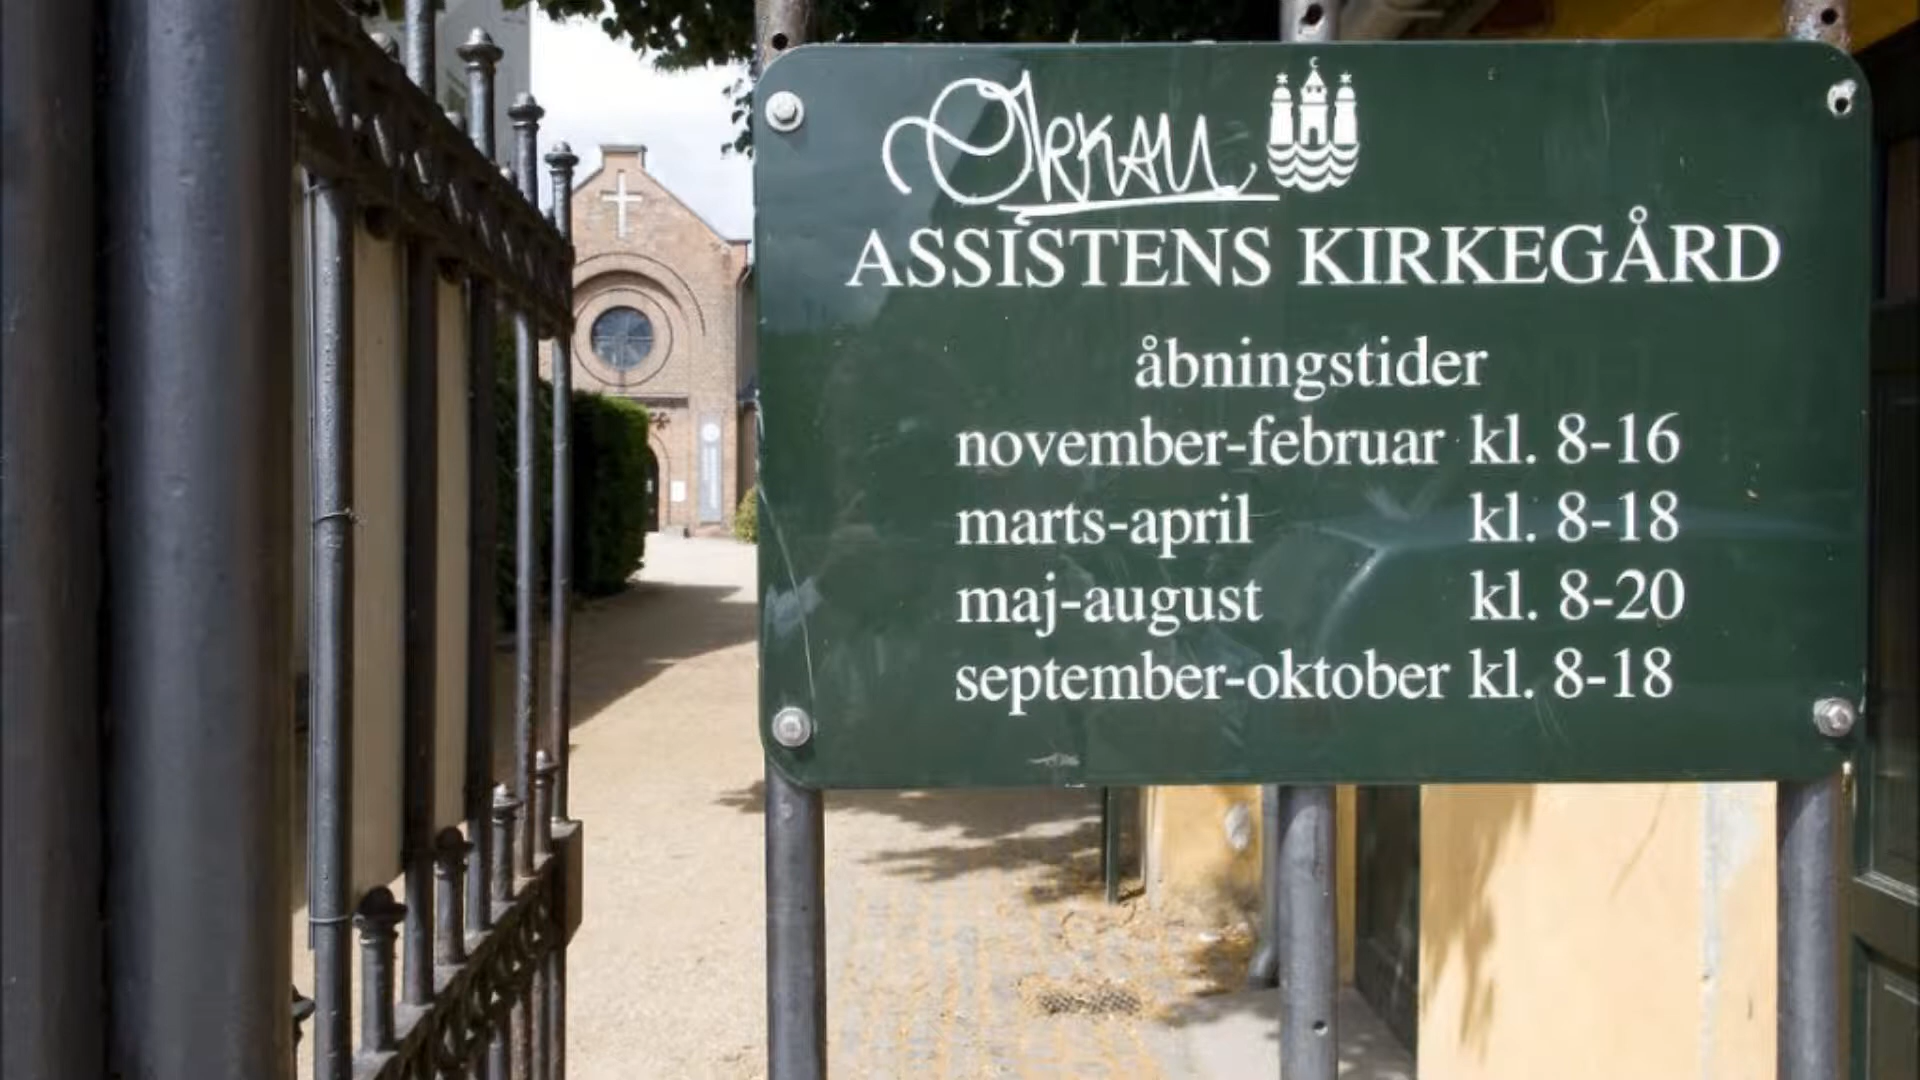 ASSISTENS KIRKEGÅRD
åbningstider
november-februar kl. 8-16
marts-april kl. 8-18
maj-august kl. 8-20
september-oktober kl. 8-18